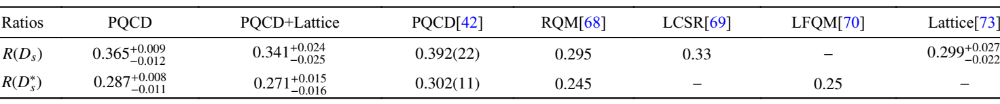 Ratios PQCD PQCD+Lattice PQCD[42] RQM[68] LCSR[69] LFQM[70] Lattice[73]
R(D_s) 0.365^{+0.009}_{−0.012} 0.341^{+0.024}_{−0.025} 0.392(22) 0.295 0.33 − 0.299^{+0.027}_{−0.022}
R(D_s^*) 0.287^{+0.008}_{−0.011} 0.271^{+0.015}_{−0.016} 0.302(11) 0.245 − 0.25 −